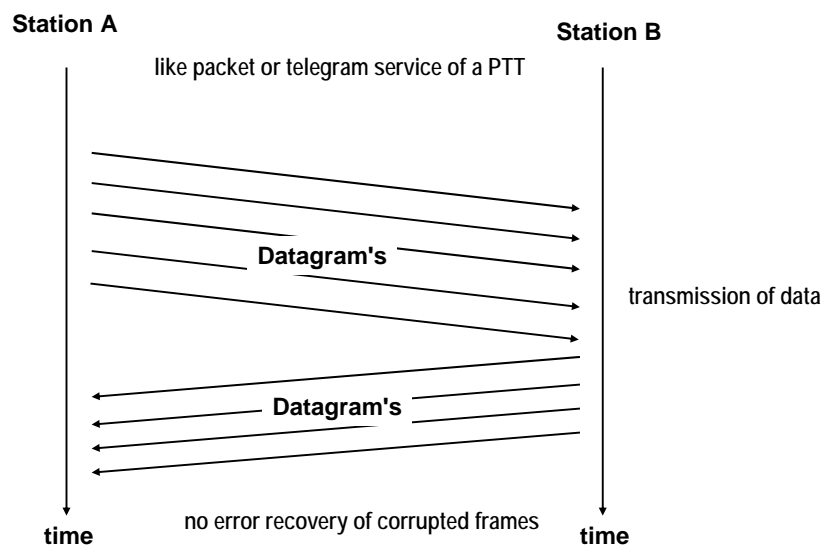 Station A
Station B
like packet or telegram service of a PTT
Datagram's
transmission of data
Datagram's
no error recovery of corrupted frames
time
time